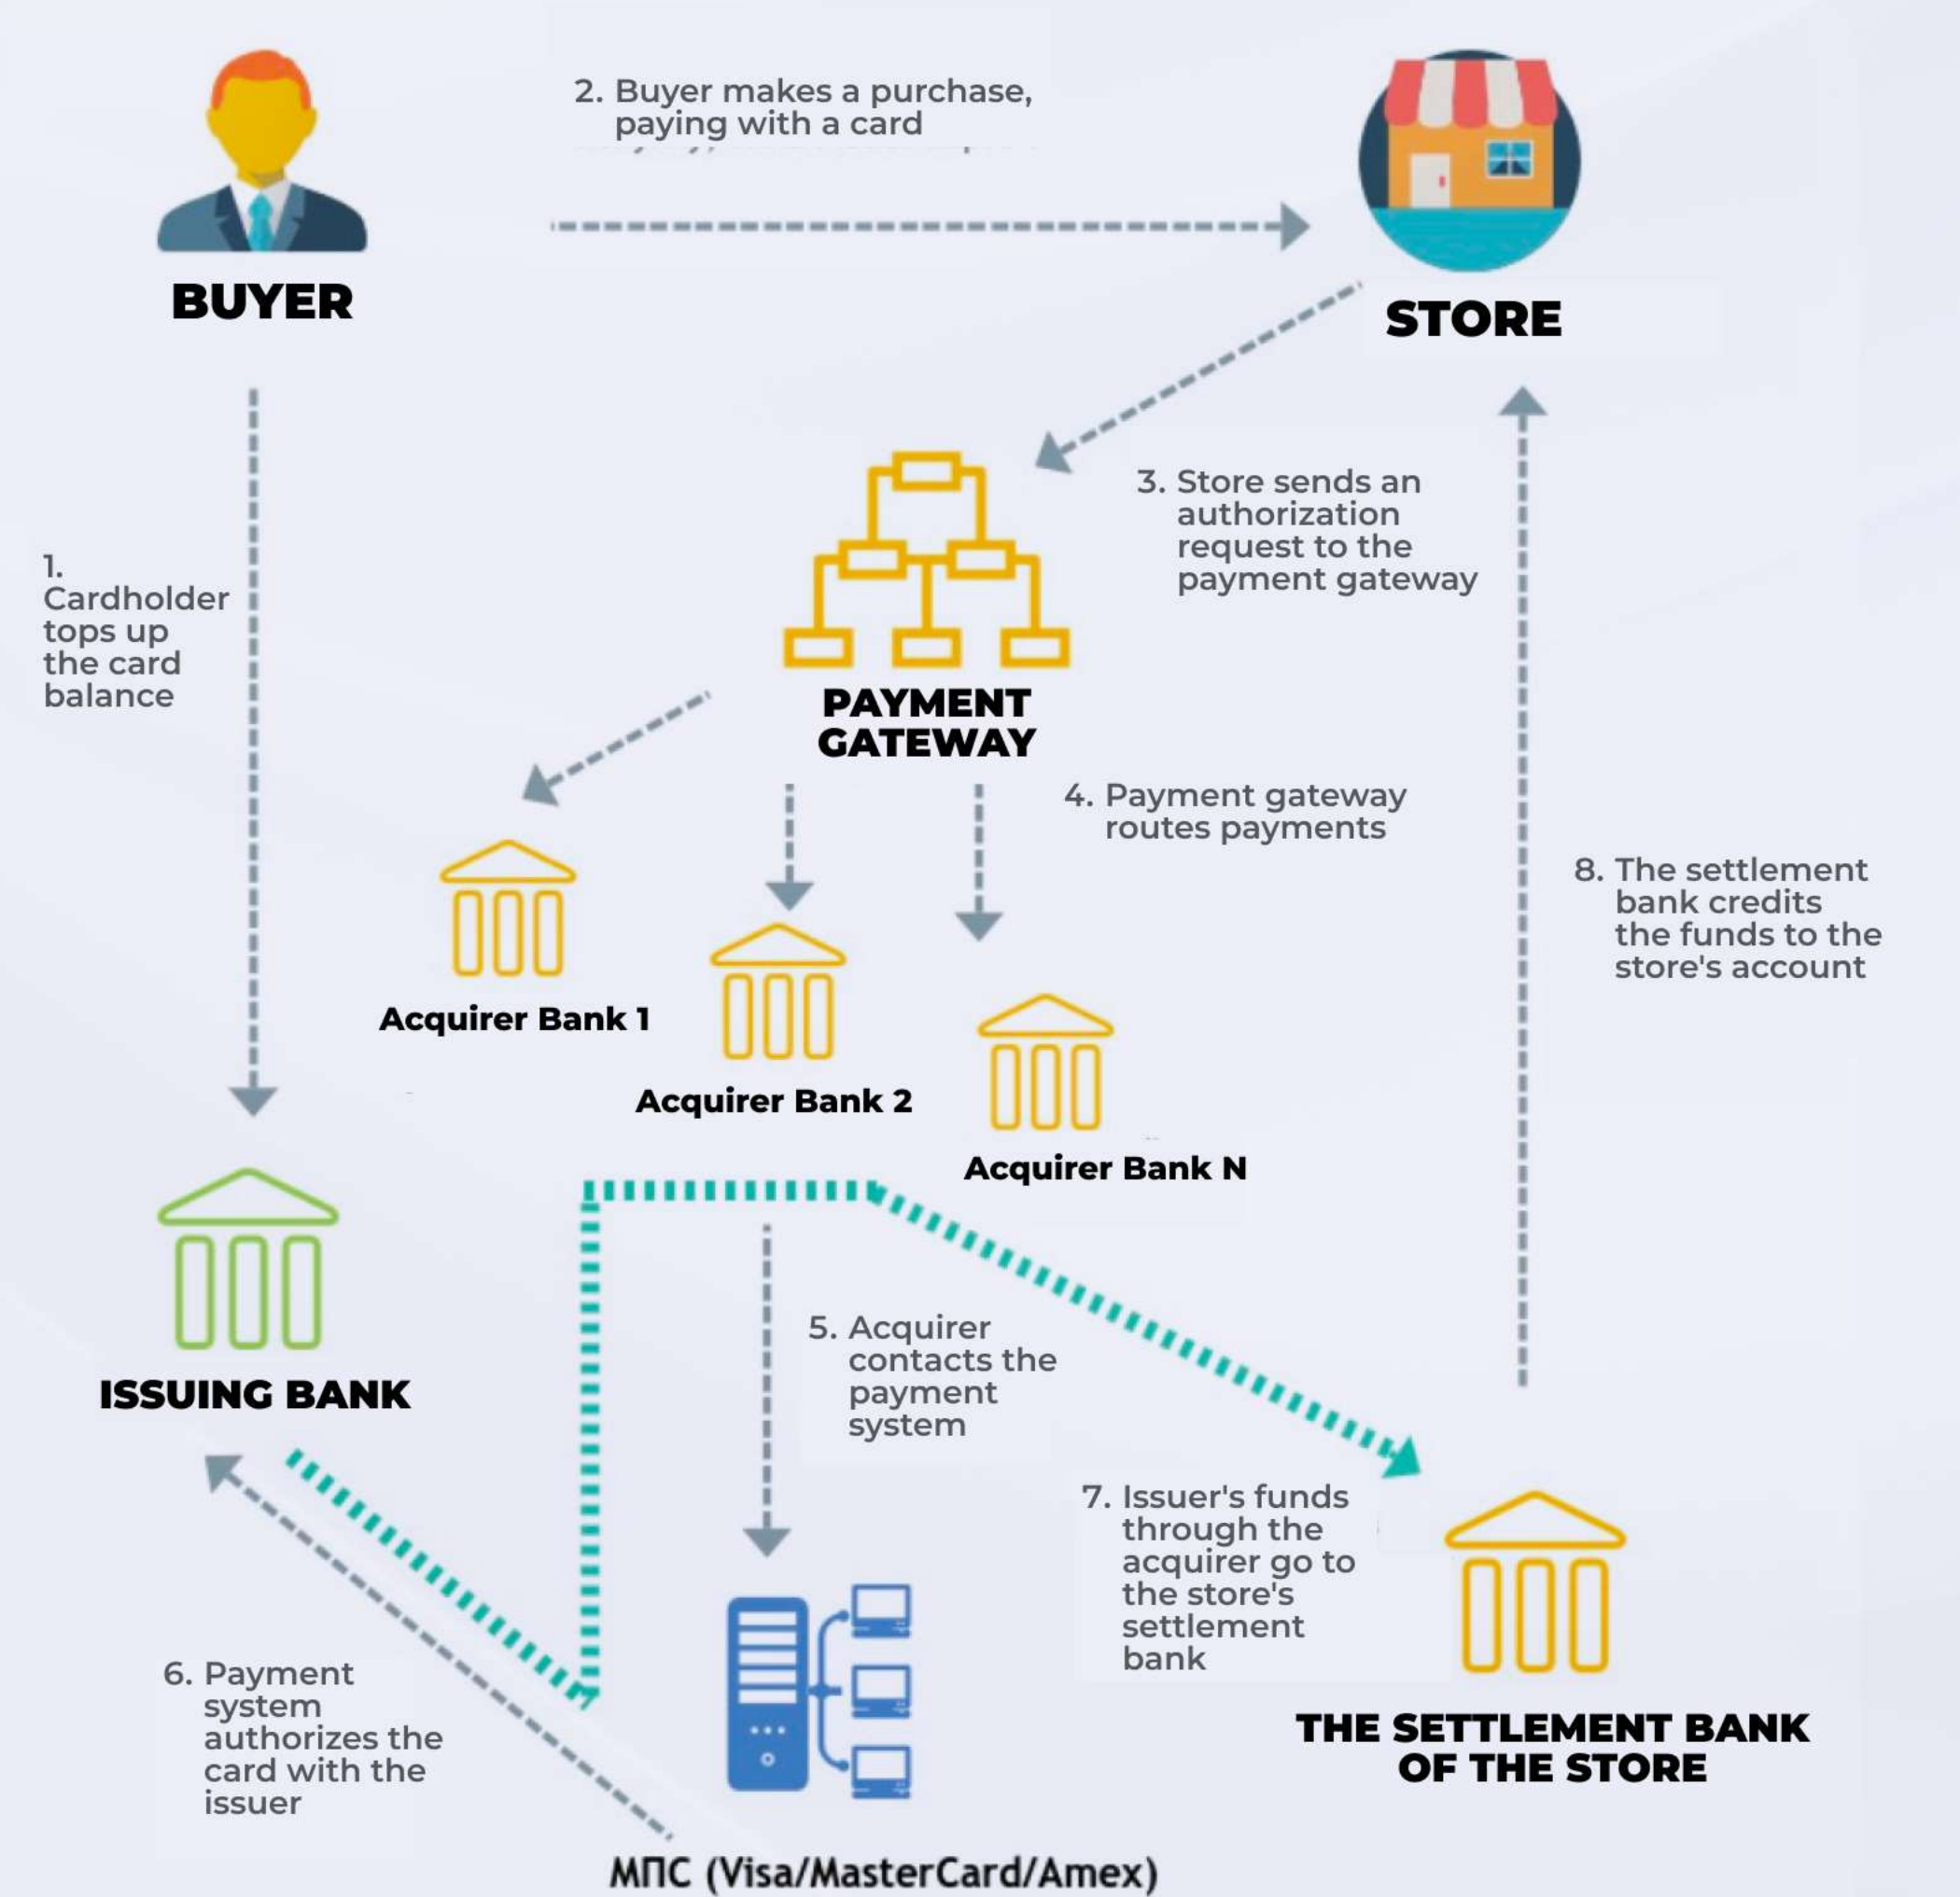 2. Buyer makes a purchase,
paying with a card
BUYER
STORE
1.
Cardholder
tops up
the card
balance
3. Store sends an
authorization
request to the
payment gateway
PAYMENT
GATEWAY
4. Payment gateway
routes payments
8. The settlement
bank credits
the funds to the
store's account
Acquirer Bank 1
Acquirer Bank 2
Acquirer Bank N
ISSUING BANK
5. Acquirer
contacts the
payment
system
7. Issuer's funds
through the
acquirer go to
the store's
settlement
bank
6. Payment
system
authorizes the
card with the
issuer
THE SETTLEMENT BANK
OF THE STORE
МПС (Visa/MasterCard/Amex)